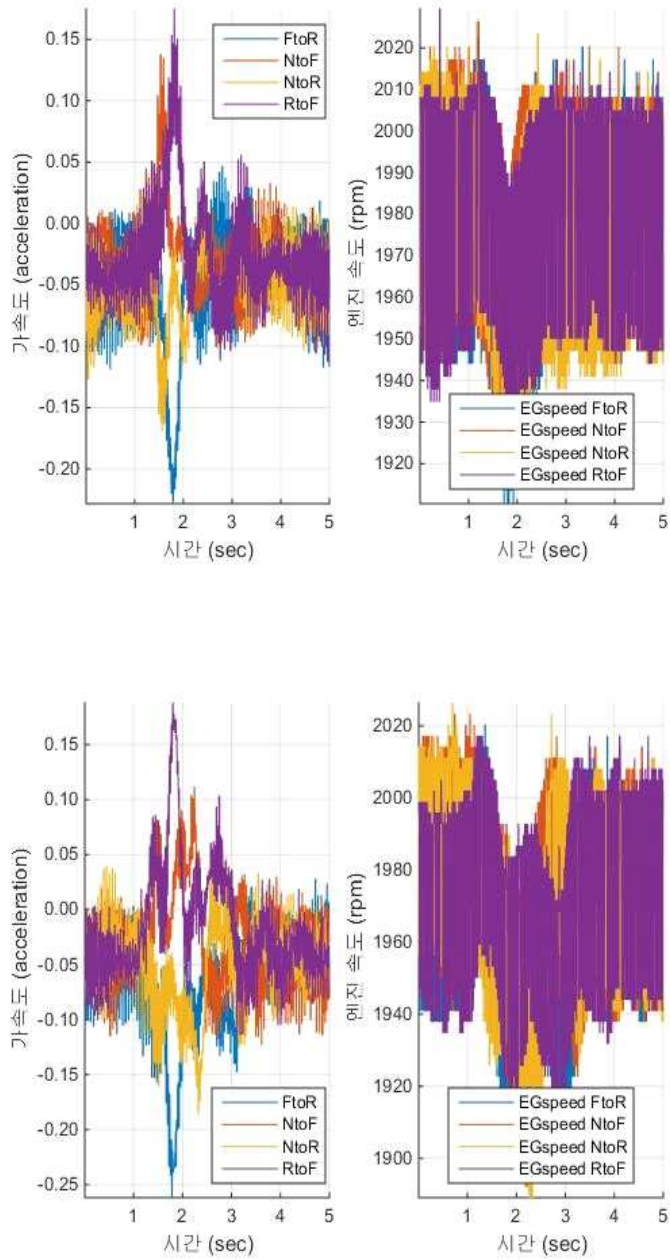 가속도 (acceleration)
0.15
0.10
0.05
0.00
-0.05
-0.10
-0.15
-0.20
1
2
3
4
5
시간 (sec)
FtoR
NtoF
NtoR
RtoF
엔진 속도 (rpm)
2020
2010
2000
1990
1980
1970
1960
1950
1940
1930
1920
1
2
3
4
5
시간 (sec)
EGspeed FtoR
EGspeed NtoF
EGspeed NtoR
EGspeed RtoF
가속도 (acceleration)
0.15
0.10
0.05
0.00
-0.05
-0.10
-0.15
-0.20
-0.25
1
2
3
4
5
시간 (sec)
FtoR
NtoF
NtoR
RtoF
엔진 속도 (rpm)
2020
2000
1980
1960
1940
1920
1900
1
2
3
4
5
시간 (sec)
EGspeed FtoR
EGspeed NtoF
EGspeed NtoR
EGspeed RtoF